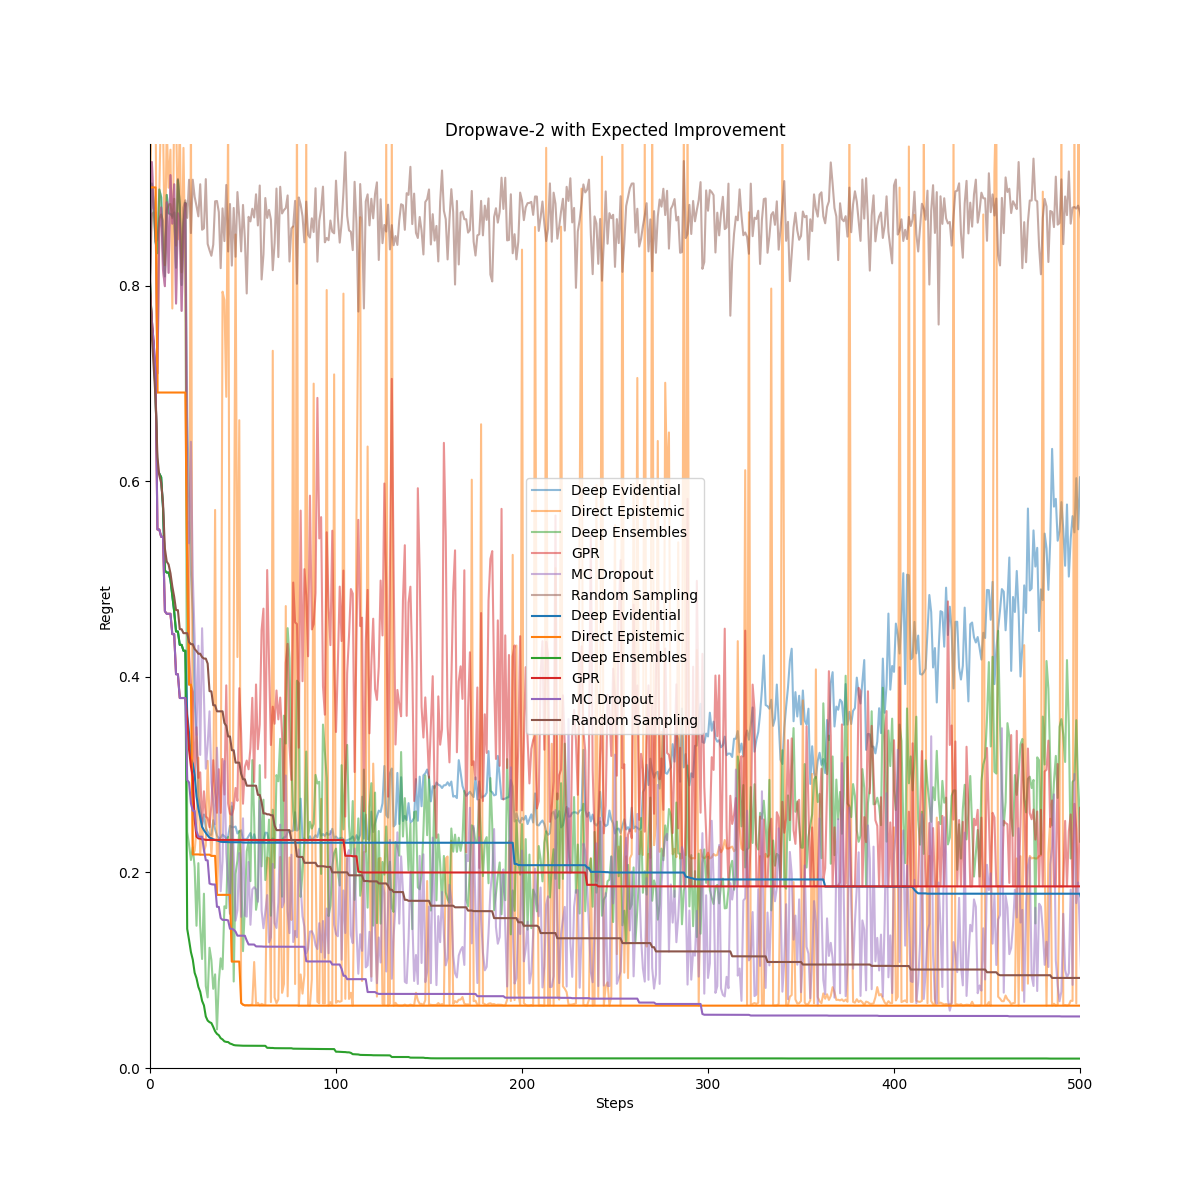 Dropwave-2 with Expected Improvement
Regret
0.8
0.6
0.4
0.2
0.0
Deep Evidential
Direct Epistemic
Deep Ensembles
GPR
MC Dropout
Random Sampling
Deep Evidential
Direct Epistemic
Deep Ensembles
GPR
MC Dropout
Random Sampling
0 100 200 300 400 500
Steps